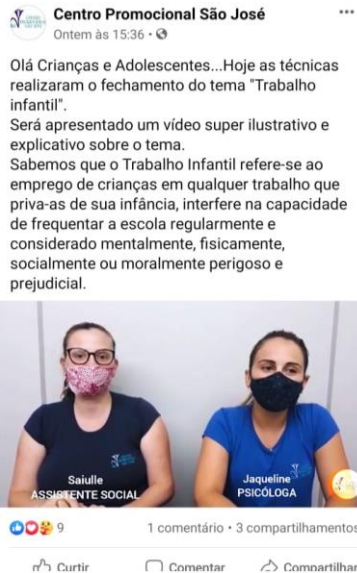 Centro Promocional São José
Ontem às 15:36 ·
Olá Crianças e Adolescentes...Hoje as técnicas
realizaram o fechamento do tema "Trabalho
infantil".
Será apresentado um vídeo super ilustrativo e
explicativo sobre o tema.
Sabemos que o Trabalho Infantil refere-se ao
emprego de crianças em qualquer trabalho que
priva-as de sua infância, interfere na capacidade
de frequentar a escola regularmente e
considerado mentalmente, fisicamente,
socialmente ou moralmente perigoso e
prejudicial.
Saiulle
ASSISTENTE SOCIAL
Jaqueline
PSICÓLOGA
9
1 comentário · 3 compartilhamentos
Curtir
Comentar
Compartilhar